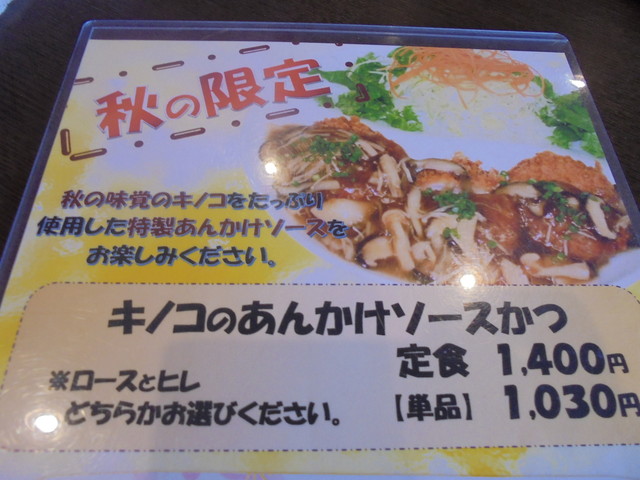 秋の限定
秋の味覚のキノコをたっぷり
使用した特製あんかけソースを
お楽しみください。
キノコのあんかけソースかつ
定食 1,400円
※ロースとヒレ
どちらかお選びください。
【単品】 1,030円